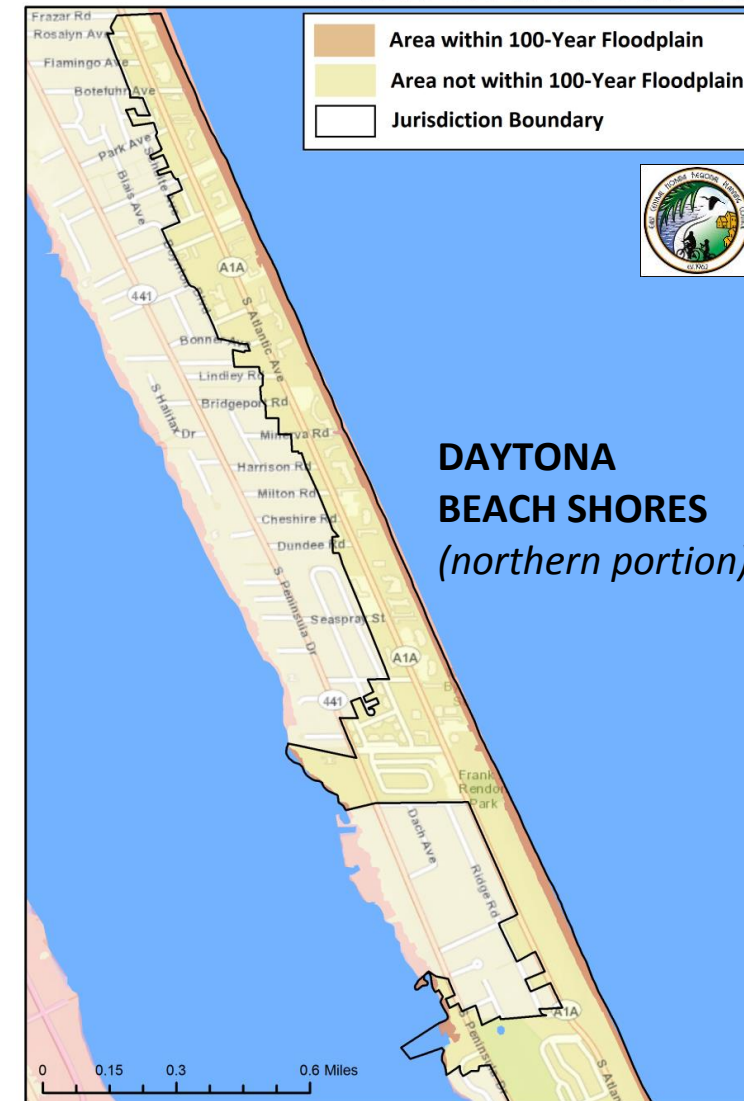 Area within 100-Year Floodplain
Area not within 100-Year Floodplain
Jurisdiction Boundary
Frazar Rd
Rosalyn Ave
Flamingo Ave
Botefuhr Ave
Park Ave
Blais Ave
A1A
441
S Atlantic Ave
Bonner Ave
Lindley Rd
Bridgeport Rd
S Halifax
Dr
Minerva Rd
Harrison Rd
Milton Rd
Cheshire Rd
Dundee Rd
DAYTONA
BEACH SHORES
(northern portion)
S Peninsula Dr
Seaspray St
A1A
441
Frank
Rendon
Park
Dach Ave
Ridge Rd
A1A
S Peninsula Dr
S Atlan
0 0.15 0.3 0.6 Miles